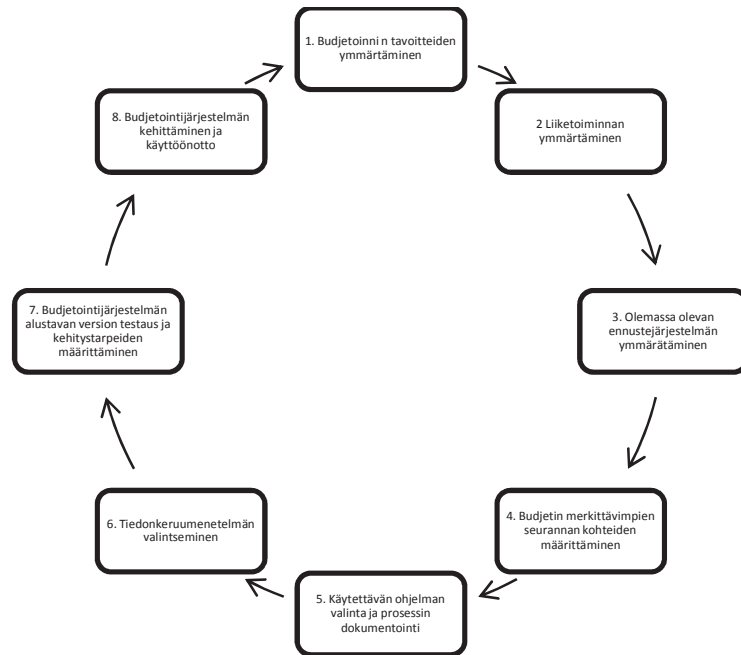 1. Budjetoinni n tavoitteiden
ymmärtäminen
2 Liiketoiminnan
ymmärtäminen
3. Olemassa olevan
ennustejärjestelmän
ymmärätäminen
4. Budjetin merkittävimpien
seurannan kohteiden
määrittäminen
5. Käytettävän ohjelman
valinta ja prosessin
dokumentointi
6. Tiedonkeruumenetelmän
valintseminen
7. Budjetointijärjestelmän
alustavan version testaus ja
kehitystarpeiden
määrittäminen
8. Budjetointijärjestelmän
kehittäminen ja
käyttöönotto